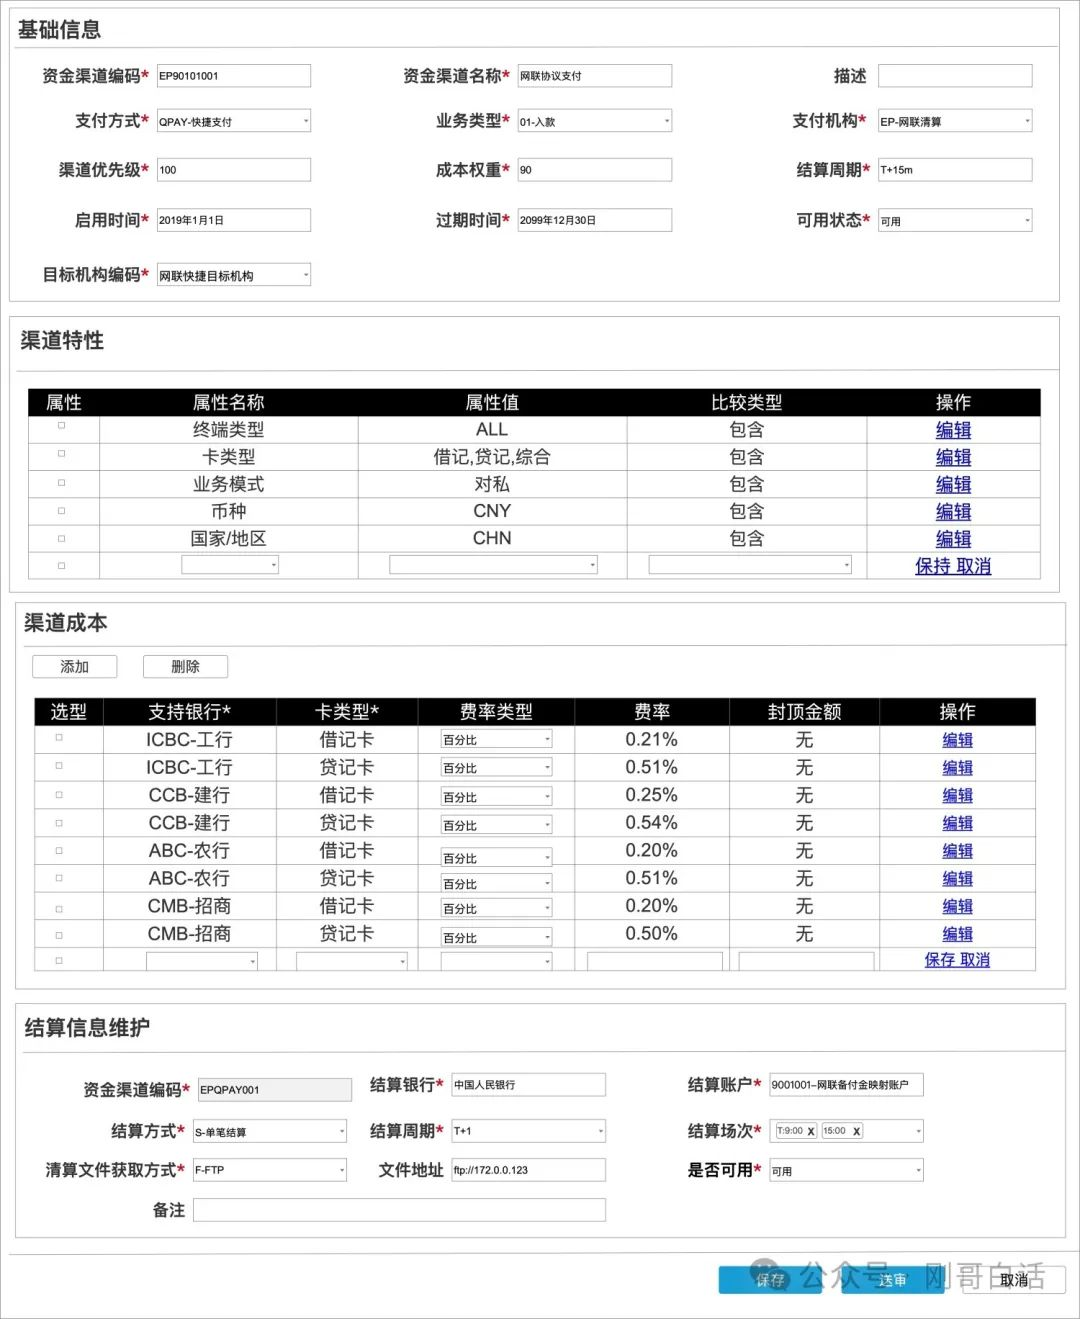 基础信息
资金渠道编码* EP90101001 资金渠道名称* 网联协议支付 描述
支付方式* QPAY-快捷支付 业务类型* 01-入款 支付机构* EP-网联清算
渠道优先级* 100 成本权重* 90 结算周期* T+15m
启用时间* 2019年1月1日 过期时间* 2099年12月30日 可用状态* 可用
目标机构编码* 网联快捷目标机构
渠道特性
属性 属性名称 属性值 比较类型 操作
终端类型 ALL 包含 编辑
卡类型 借记,贷记,综合 包含 编辑
业务模式 对私 包含 编辑
币种 CNY 包含 编辑
国家/地区 CHN 包含 编辑
保持 取消
渠道成本
添加 删除
选型 支持银行* 卡类型* 费率类型 费率 封顶金额 操作
ICBC-工行 借记卡 百分比 0.21% 无 编辑
ICBC-工行 贷记卡 百分比 0.51% 无 编辑
CCB-建行 借记卡 百分比 0.25% 无 编辑
CCB-建行 贷记卡 百分比 0.54% 无 编辑
ABC-农行 借记卡 百分比 0.20% 无 编辑
ABC-农行 贷记卡 百分比 0.51% 无 编辑
CMB-招商 借记卡 百分比 0.20% 无 编辑
CMB-招商 贷记卡 百分比 0.50% 无 编辑
保存 取消
结算信息维护
资金渠道编码* EPQPAY001 结算银行* 中国人民银行 结算账户* 9001001-网联备付金映射账户
结算方式* S-单笔结算 结算周期* T+1 结算场次* T:9:00 X 15:00 X
清算文件获取方式* F-FTP 文件地址 ftp://172.0.0.123 是否可用* 可用
备注
保存 送审 取消
公众号 刚哥白话